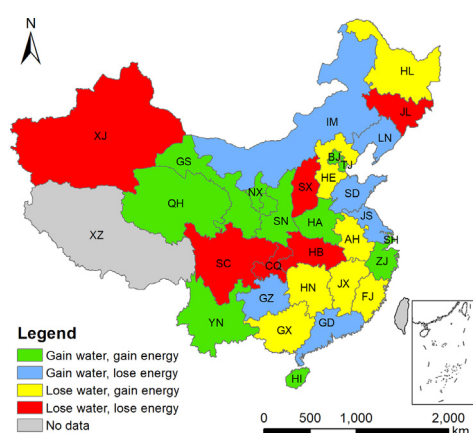 N
HL
JL
XJ
IM
LN
GS
BJ
TJ
HE
NX
SX
SD
QH
SN
HA
JS
XZ
SH
AH
SC
CQ
HB
ZJ
HN
JX
GZ
FJ
YN
GX
GD
HI
Legend
Gain water, gain energy
Gain water, lose energy
Lose water, gain energy
Lose water, lose energy
No data
0 500 1,000 2,000
km